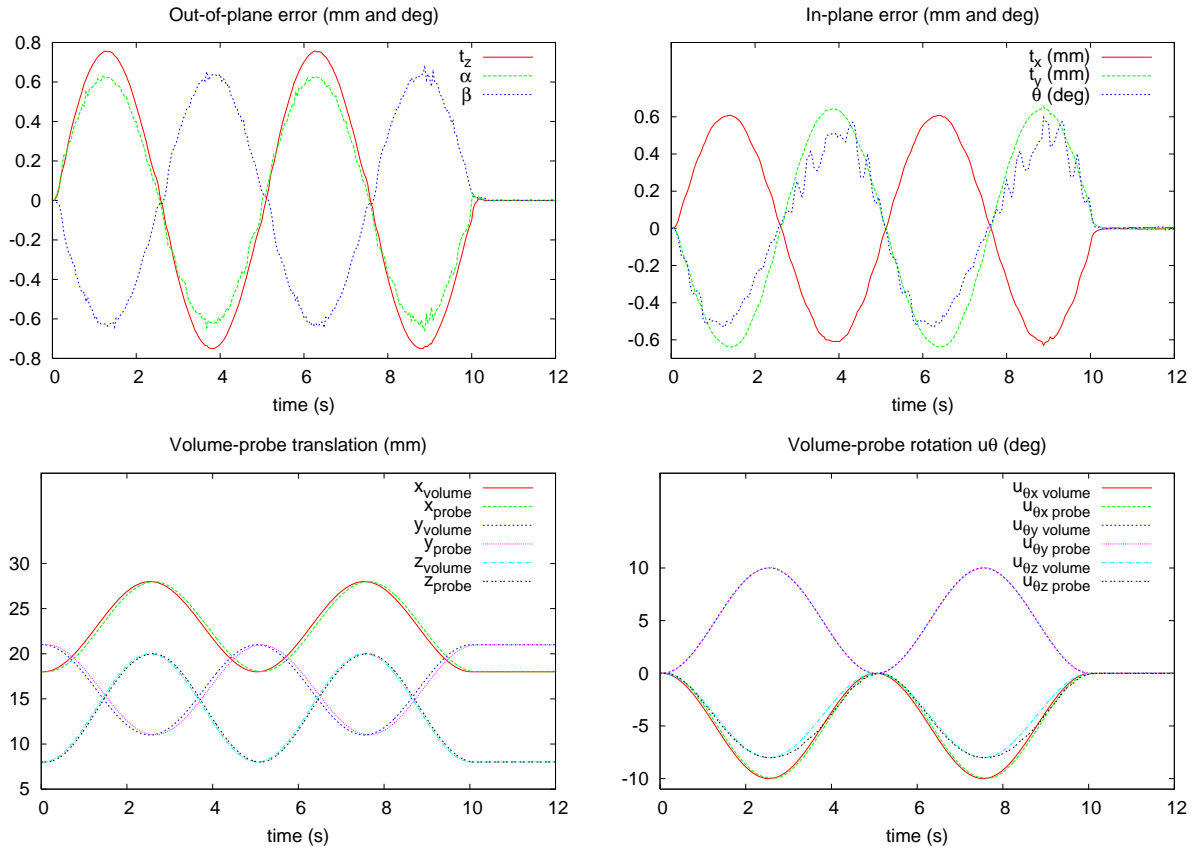 Out-of-plane error (mm and deg)
0.8
0.6
0.4
0.2
0
-0.2
-0.4
-0.6
-0.8
0 2 4 6 8 10 12
time (s)
t_z
α
β
In-plane error (mm and deg)
0.6
0.4
0.2
0
-0.2
-0.4
-0.6
0 2 4 6 8 10 12
time (s)
t_x (mm)
t_y (mm)
θ (deg)
Volume-probe translation (mm)
30
25
20
15
10
5
0 2 4 6 8 10 12
time (s)
x_volume
x_probe
y_volume
y_probe
z_volume
z_probe
Volume-probe rotation uθ (deg)
10
5
0
-5
-10
0 2 4 6 8 10 12
time (s)
u_θx volume
u_θx probe
u_θy volume
u_θy probe
u_θz volume
u_θz probe